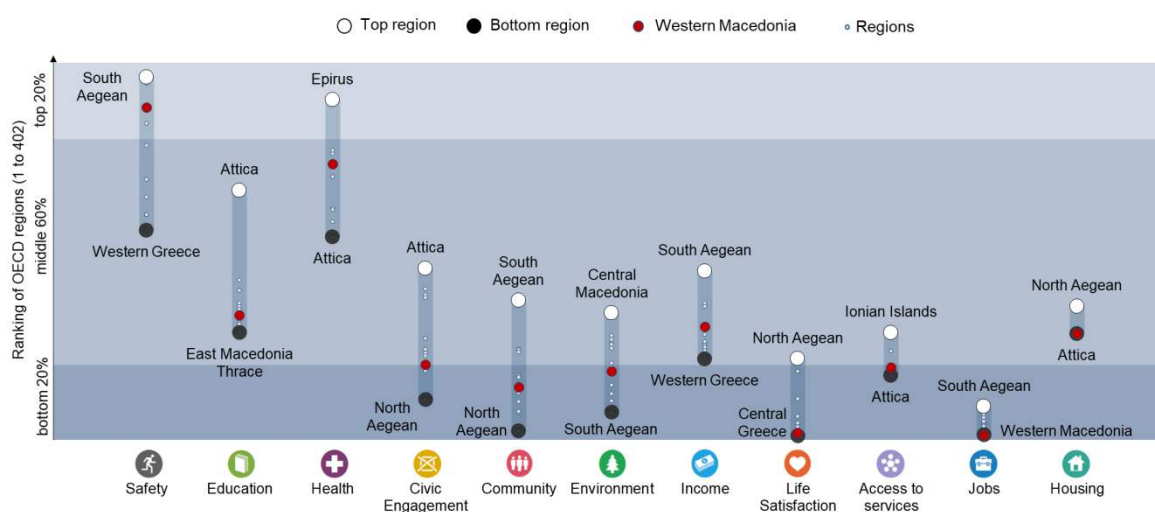 Top region
Bottom region
Western Macedonia
Regions
Ranking of OECD regions (1 to 402)
top 20%
middle 60%
bottom 20%
South
Aegean
Western Greece
Attica
East Macedonia
Thrace
Epirus
Attica
Attica
North
Aegean
South
Aegean
North
Aegean
Central
Macedonia
South Aegean
South Aegean
Western Greece
North Aegean
Central
Greece
Ionian Islands
Attica
South Aegean
Western Macedonia
North Aegean
Attica
Safety
Education
Health
Civic
Engagement
Community
Environment
Income
Life
Satisfaction
Access to
services
Jobs
Housing